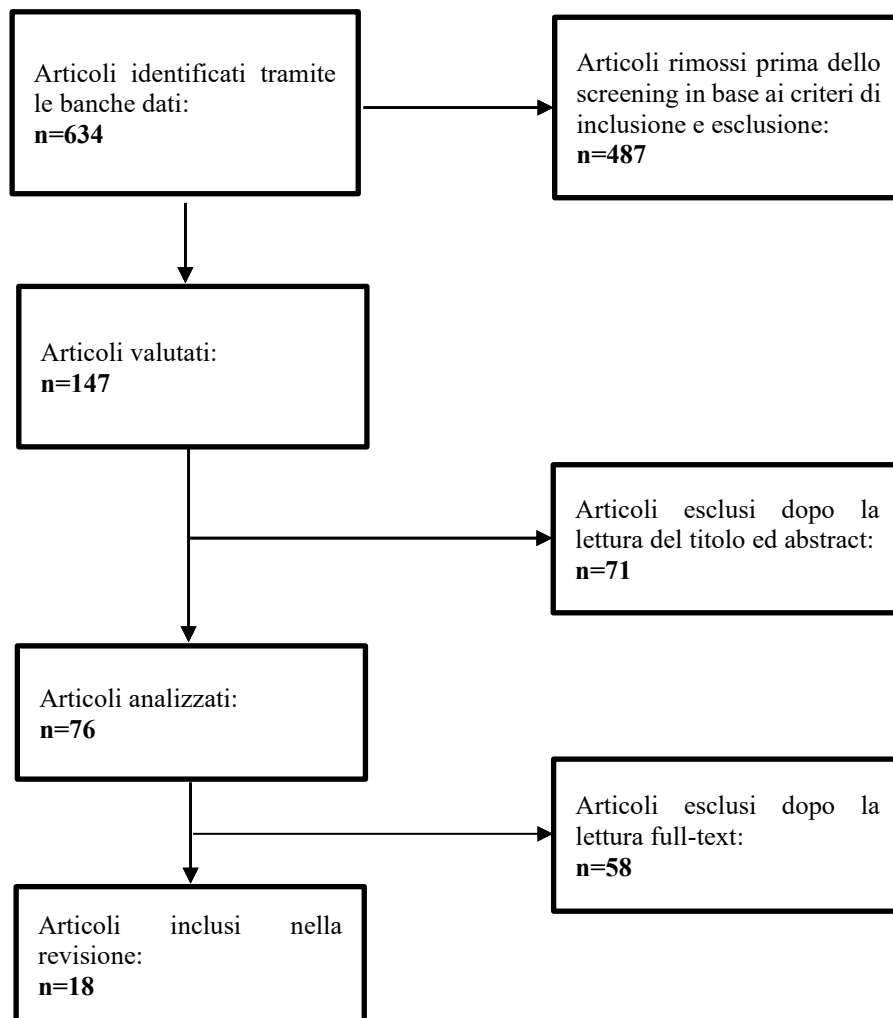 Articoli identificati tramite
le banche dati:
n=634
Articoli rimossi prima dello
screening in base ai criteri di
inclusione e esclusione:
n=487
Articoli valutati:
n=147
Articoli esclusi dopo la
lettura del titolo ed abstract:
n=71
Articoli analizzati:
n=76
Articoli esclusi dopo la
lettura full-text:
n=58
Articoli inclusi nella
revisione:
n=18